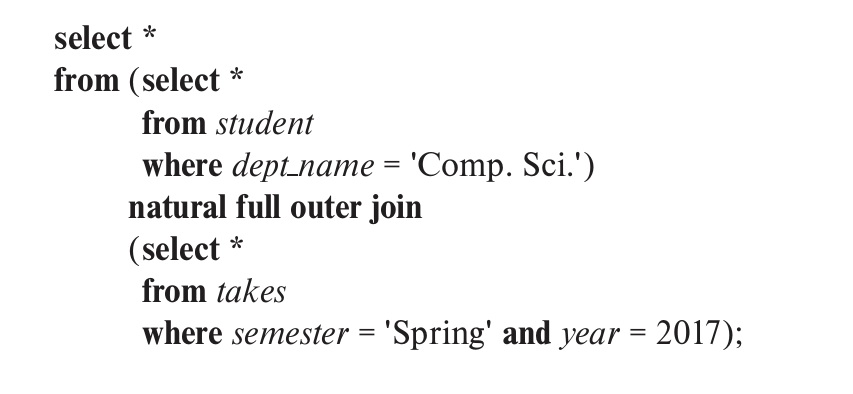 select *
from (select *
from student
where dept_name = 'Comp. Sci.')
natural full outer join
(select *
from takes
where semester = 'Spring' and year = 2017);